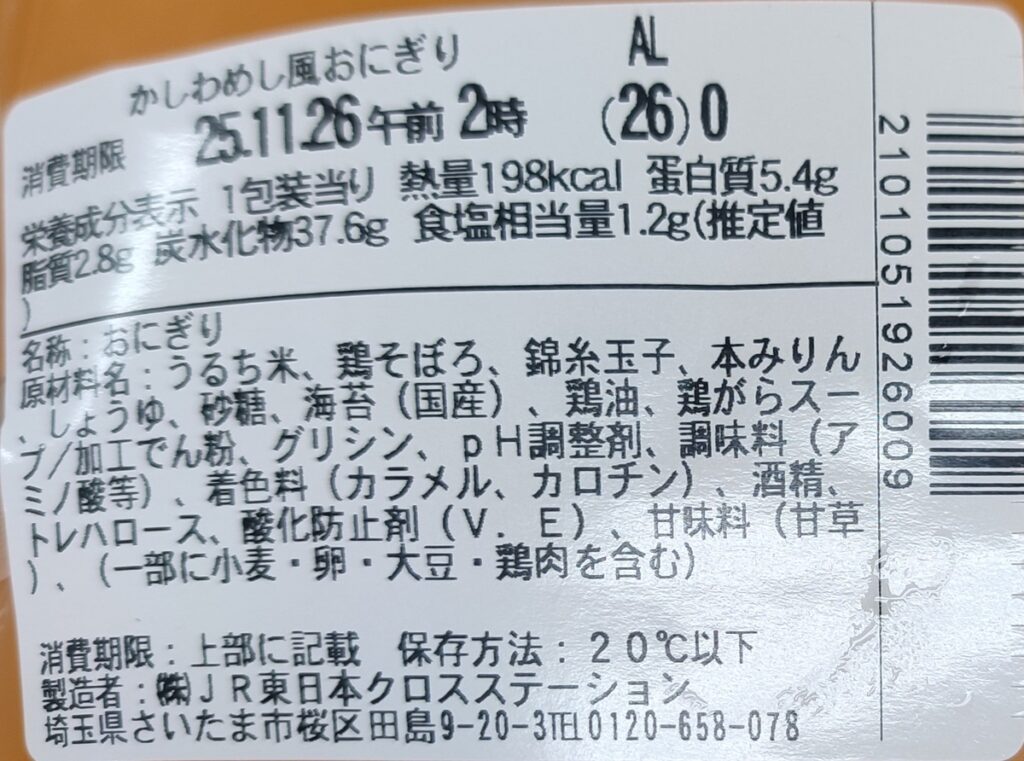 かしわめし風おにぎり AL
消費期限 25.11.26午前 2時 (26)0
栄養成分表示 1包装当り 熱量198kcal 蛋白質5.4g
脂質2.8g 炭水化物37.6g 食塩相当量1.2g(推定値
)
名称：おにぎり
原材料名：うるち米、鶏そぼろ、錦糸玉子、本みりん
、しょうゆ、砂糖、海苔（国産）、鶏油、鶏がらスー
プ/加工でん粉、グリシン、ｐＨ調整剤、調味料（ア
ミノ酸等）、着色料（カラメル、カロチン）、酒精、
トレハロース、酸化防止剤（Ｖ．Ｅ）、甘味料（甘草
）、（一部に小麦・卵・大豆・鶏肉を含む）
消費期限：上部に記載 保存方法：２０℃以下
製造者：㈱ＪＲ東日本クロスステーション
埼玉県さいたま市桜区田島9-20-3℡0120-658-078
2101051926009